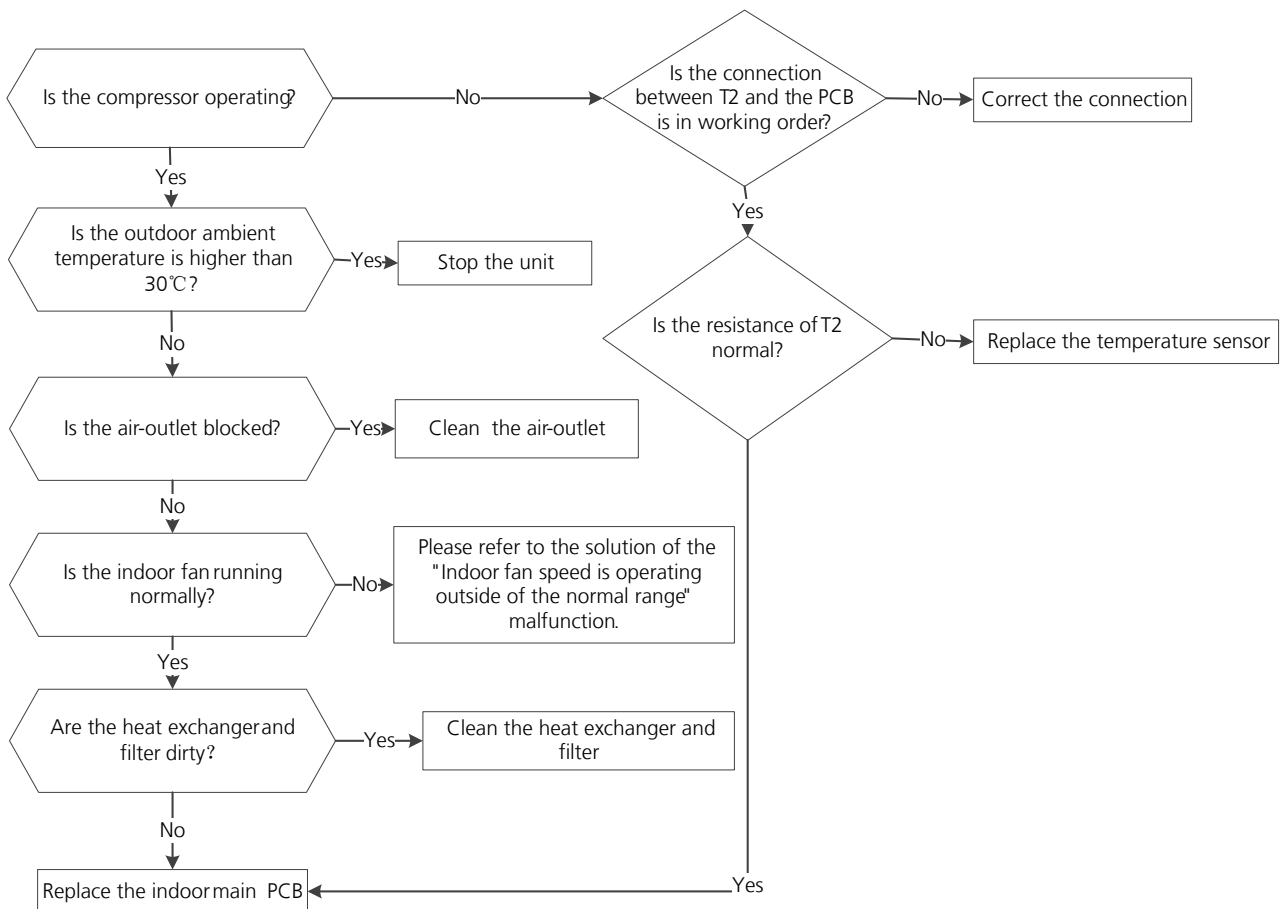 Is the compressor operating?
No
Is the connection
between T2 and the PCB
is in working order?
No
Correct the connection
Yes
Yes
Is the outdoor ambient
temperature is higher than
30℃?
Yes
Stop the unit
No
Is the resistance of T2
normal?
No
Replace the temperature sensor
Is the air-outlet blocked?
Yes
Clean the air-outlet
No
Is the indoor fan running
normally?
No
Please refer to the solution of the
"Indoor fan speed is operating
outside of the normal range"
malfunction.
Yes
Are the heat exchanger and
filter dirty?
Yes
Clean the heat exchanger and
filter
No
Replace the indoor main PCB
Yes